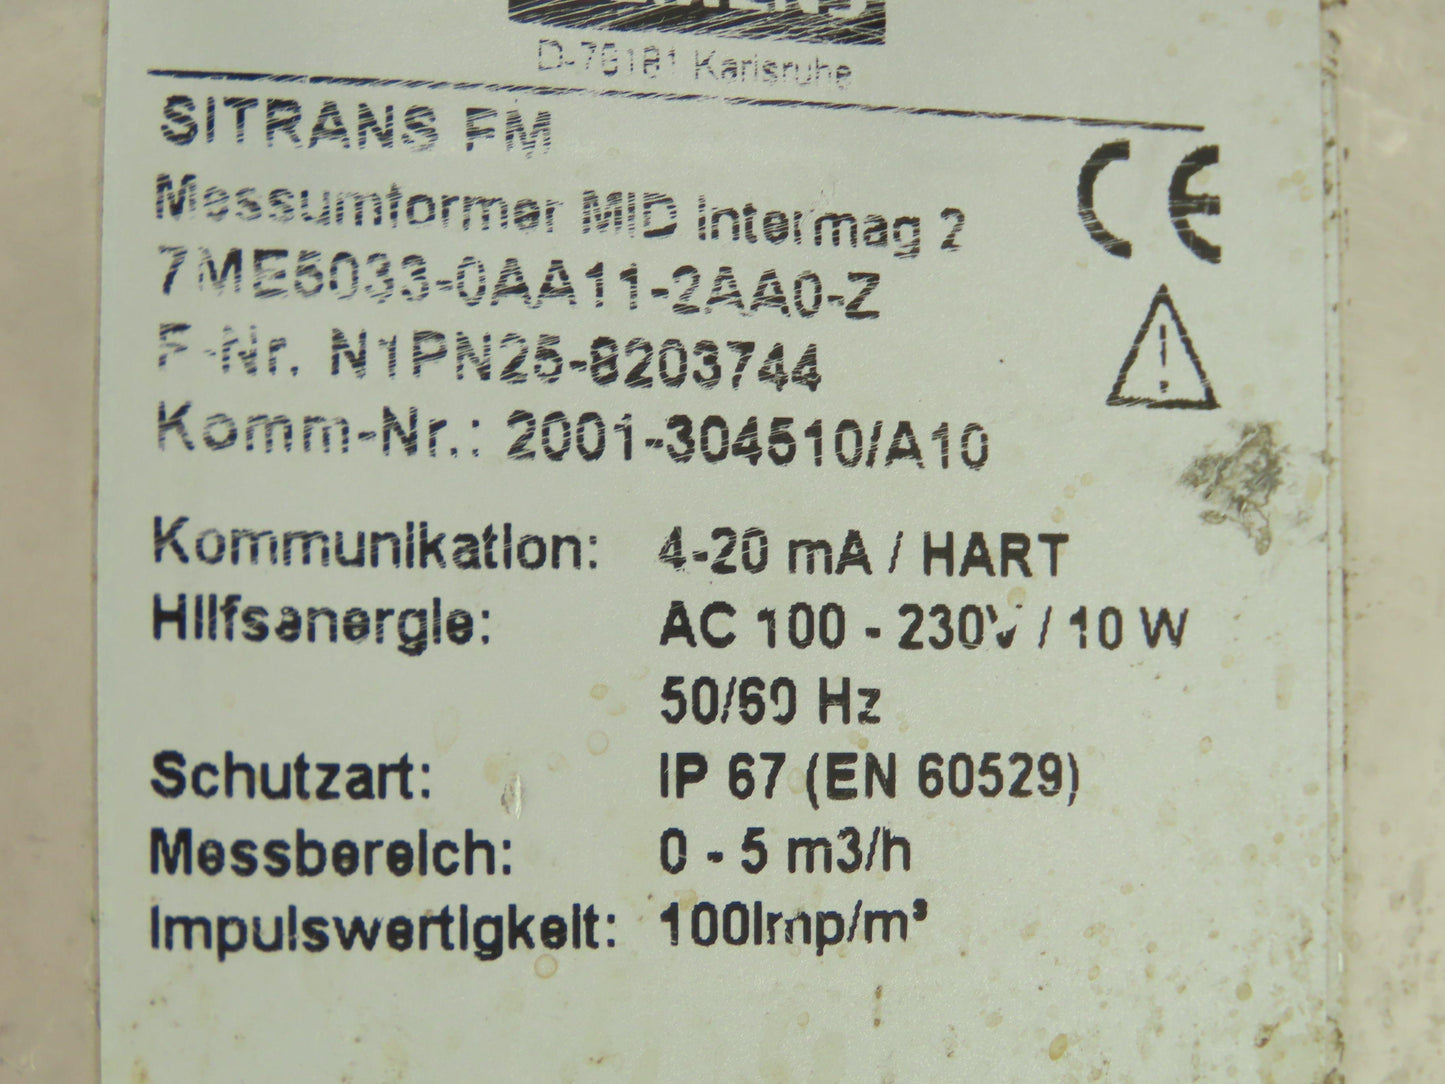 SIEMENS
D-76181 Karlsruhe
SITRANS FM
Messumformer MID Intermag 2
7ME5033-0AA11-2AA0-Z
F-Nr. N1PN25-8203744
Komm-Nr.: 2001-304510/A10
CE
Kommunikation: 4-20 mA / HART
Hilfsenergie: AC 100 - 230V / 10 W
50/60 Hz
Schutzart: IP 67 (EN 60529)
Messbereich: 0 - 5 m3/h
Impulswertigkeit: 100Imp/m³